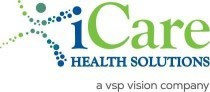 iCare
HEALTH SOLUTIONS
a vsp vision company